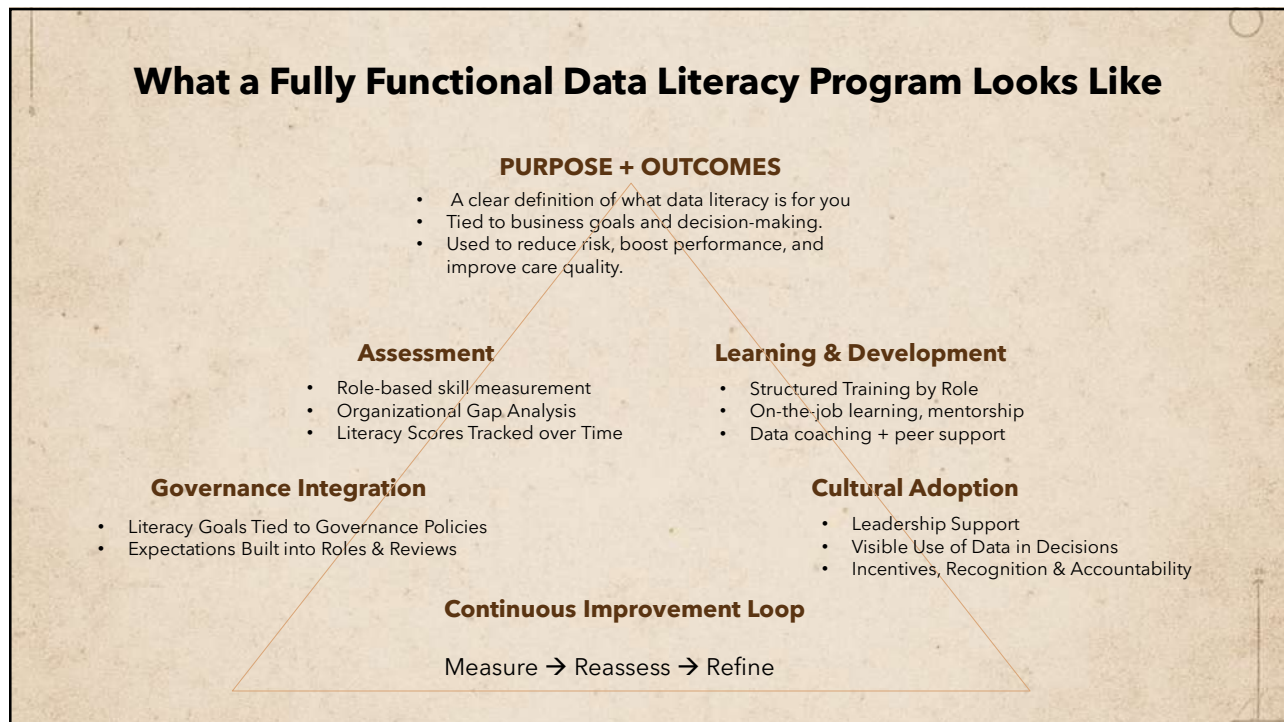 What a Fully Functional Data Literacy Program Looks Like
PURPOSE + OUTCOMES
• A clear definition of what data literacy is for you
• Tied to business goals and decision-making.
• Used to reduce risk, boost performance, and
improve care quality.
Assessment
• Role-based skill measurement
• Organizational Gap Analysis
• Literacy Scores Tracked over Time
Learning & Development
• Structured Training by Role
• On-the-job learning, mentorship
• Data coaching + peer support
Governance Integration
• Literacy Goals Tied to Governance Policies
• Expectations Built into Roles & Reviews
Cultural Adoption
• Leadership Support
• Visible Use of Data in Decisions
• Incentives, Recognition & Accountability
Continuous Improvement Loop
Measure → Reassess → Refine